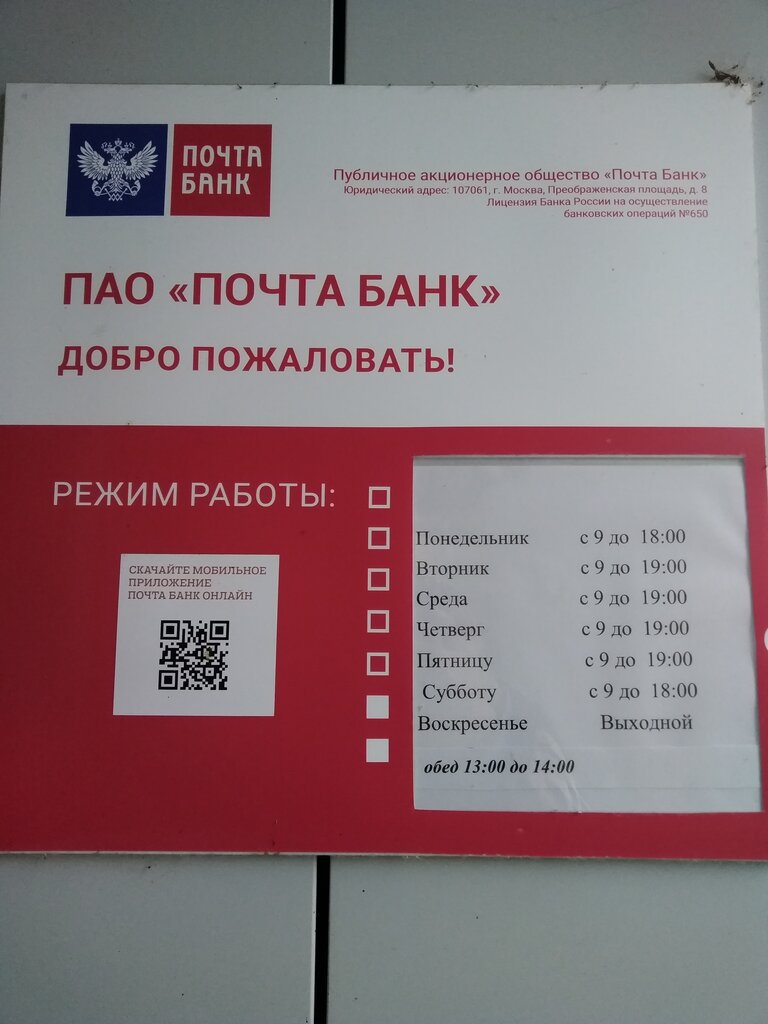 ПОЧТА
БАНК
Публичное акционерное общество «Почта Банк»
Юридический адрес: 107061, г. Москва, Преображенская площадь, д. 8
Лицензия Банка России на осуществление
банковских операций №650
ПАО «ПОЧТА БАНК»
ДОБРО ПОЖАЛОВАТЬ!
РЕЖИМ РАБОТЫ:
СКАЧАЙТЕ МОБИЛЬНОЕ
ПРИЛОЖЕНИЕ
ПОЧТА БАНК ОНЛАЙН
Понедельник с 9 до 18:00
Вторник с 9 до 19:00
Среда с 9 до 19:00
Четверг с 9 до 19:00
Пятницу с 9 до 19:00
Субботу с 9 до 18:00
Воскресенье Выходной
обед 13:00 до 14:00